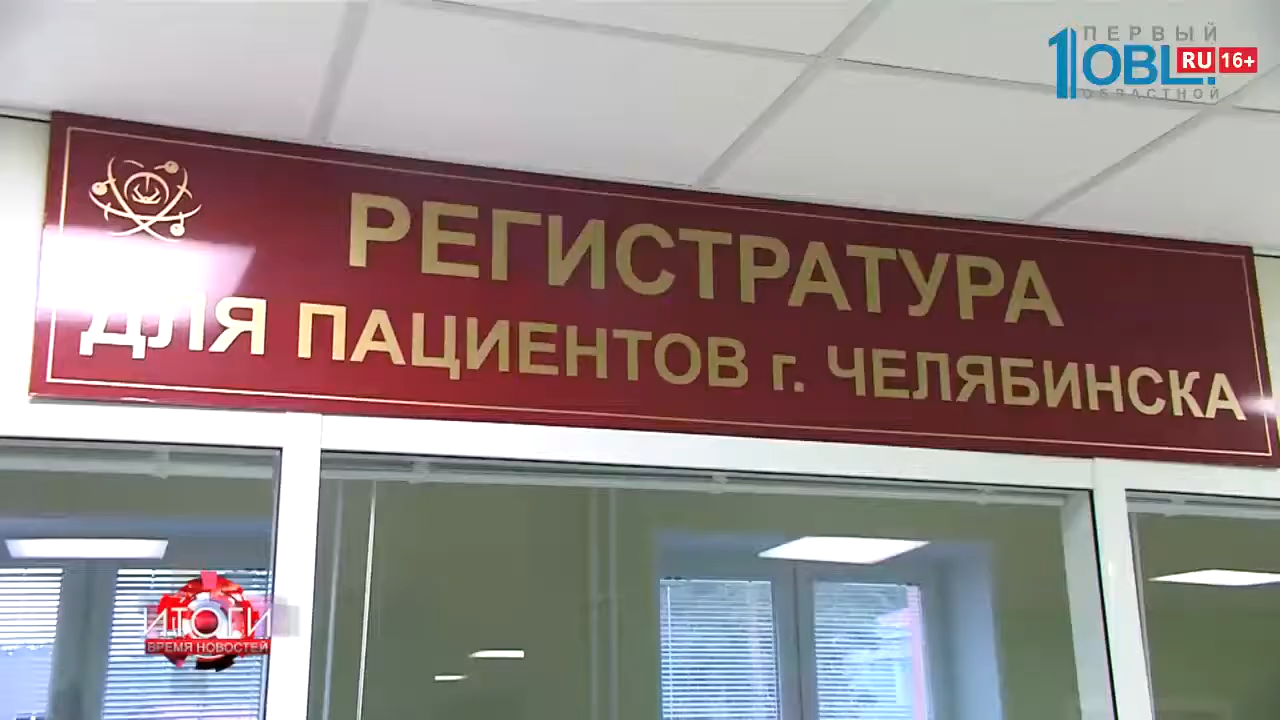 ПЕРВЫЙ
1OBL.RU 16+
ОБЛАСТНОЙ
РЕГИСТРАТУРА
ДЛЯ ПАЦИЕНТОВ г. ЧЕЛЯБИНСКА
ИТОГИ
ВРЕМЯ НОВОСТЕЙ